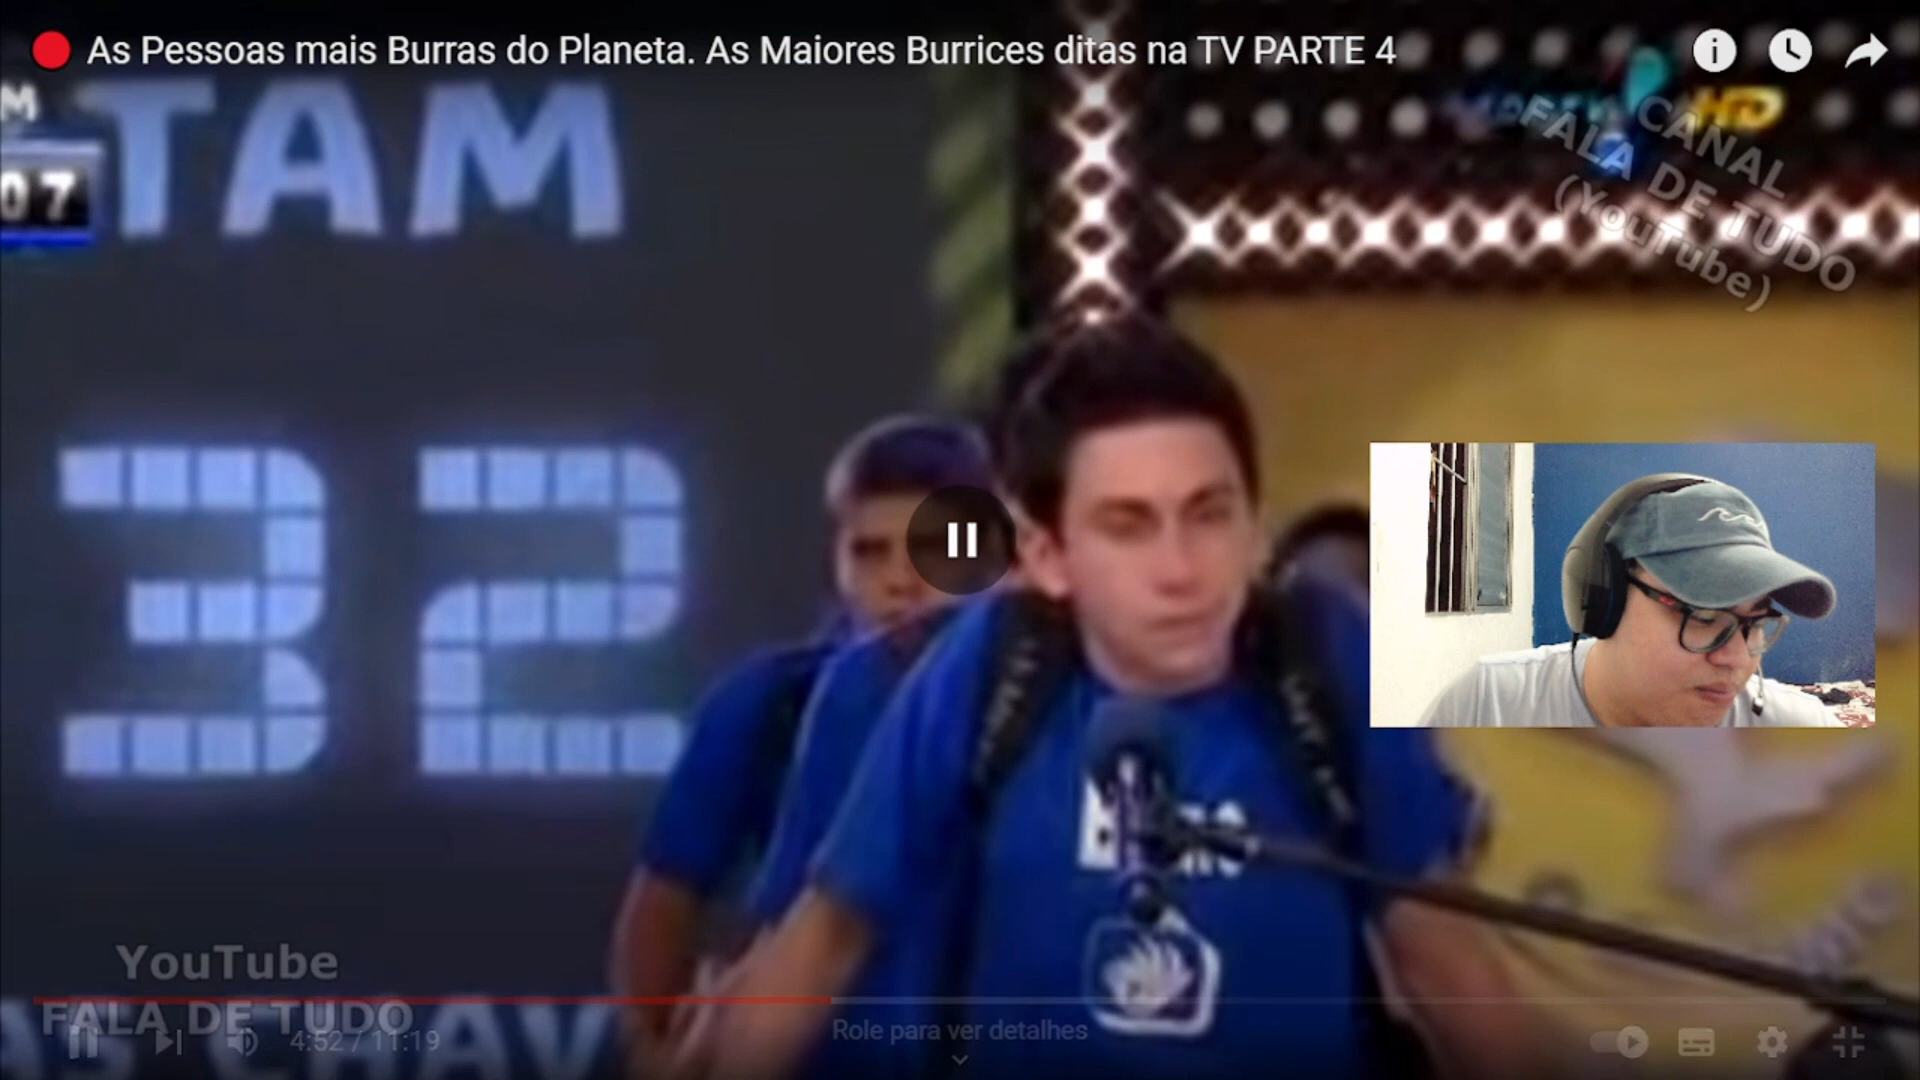 As Pessoas mais Burras do Planeta. As Maiores Burrices ditas na TV PARTE 4
M
TAM
07
HD
CANAL
FALA DE TUDO
(YouTube)
32
YouTube
FALA DE TUDO
4:52 / 11:19
Role para ver detalhes